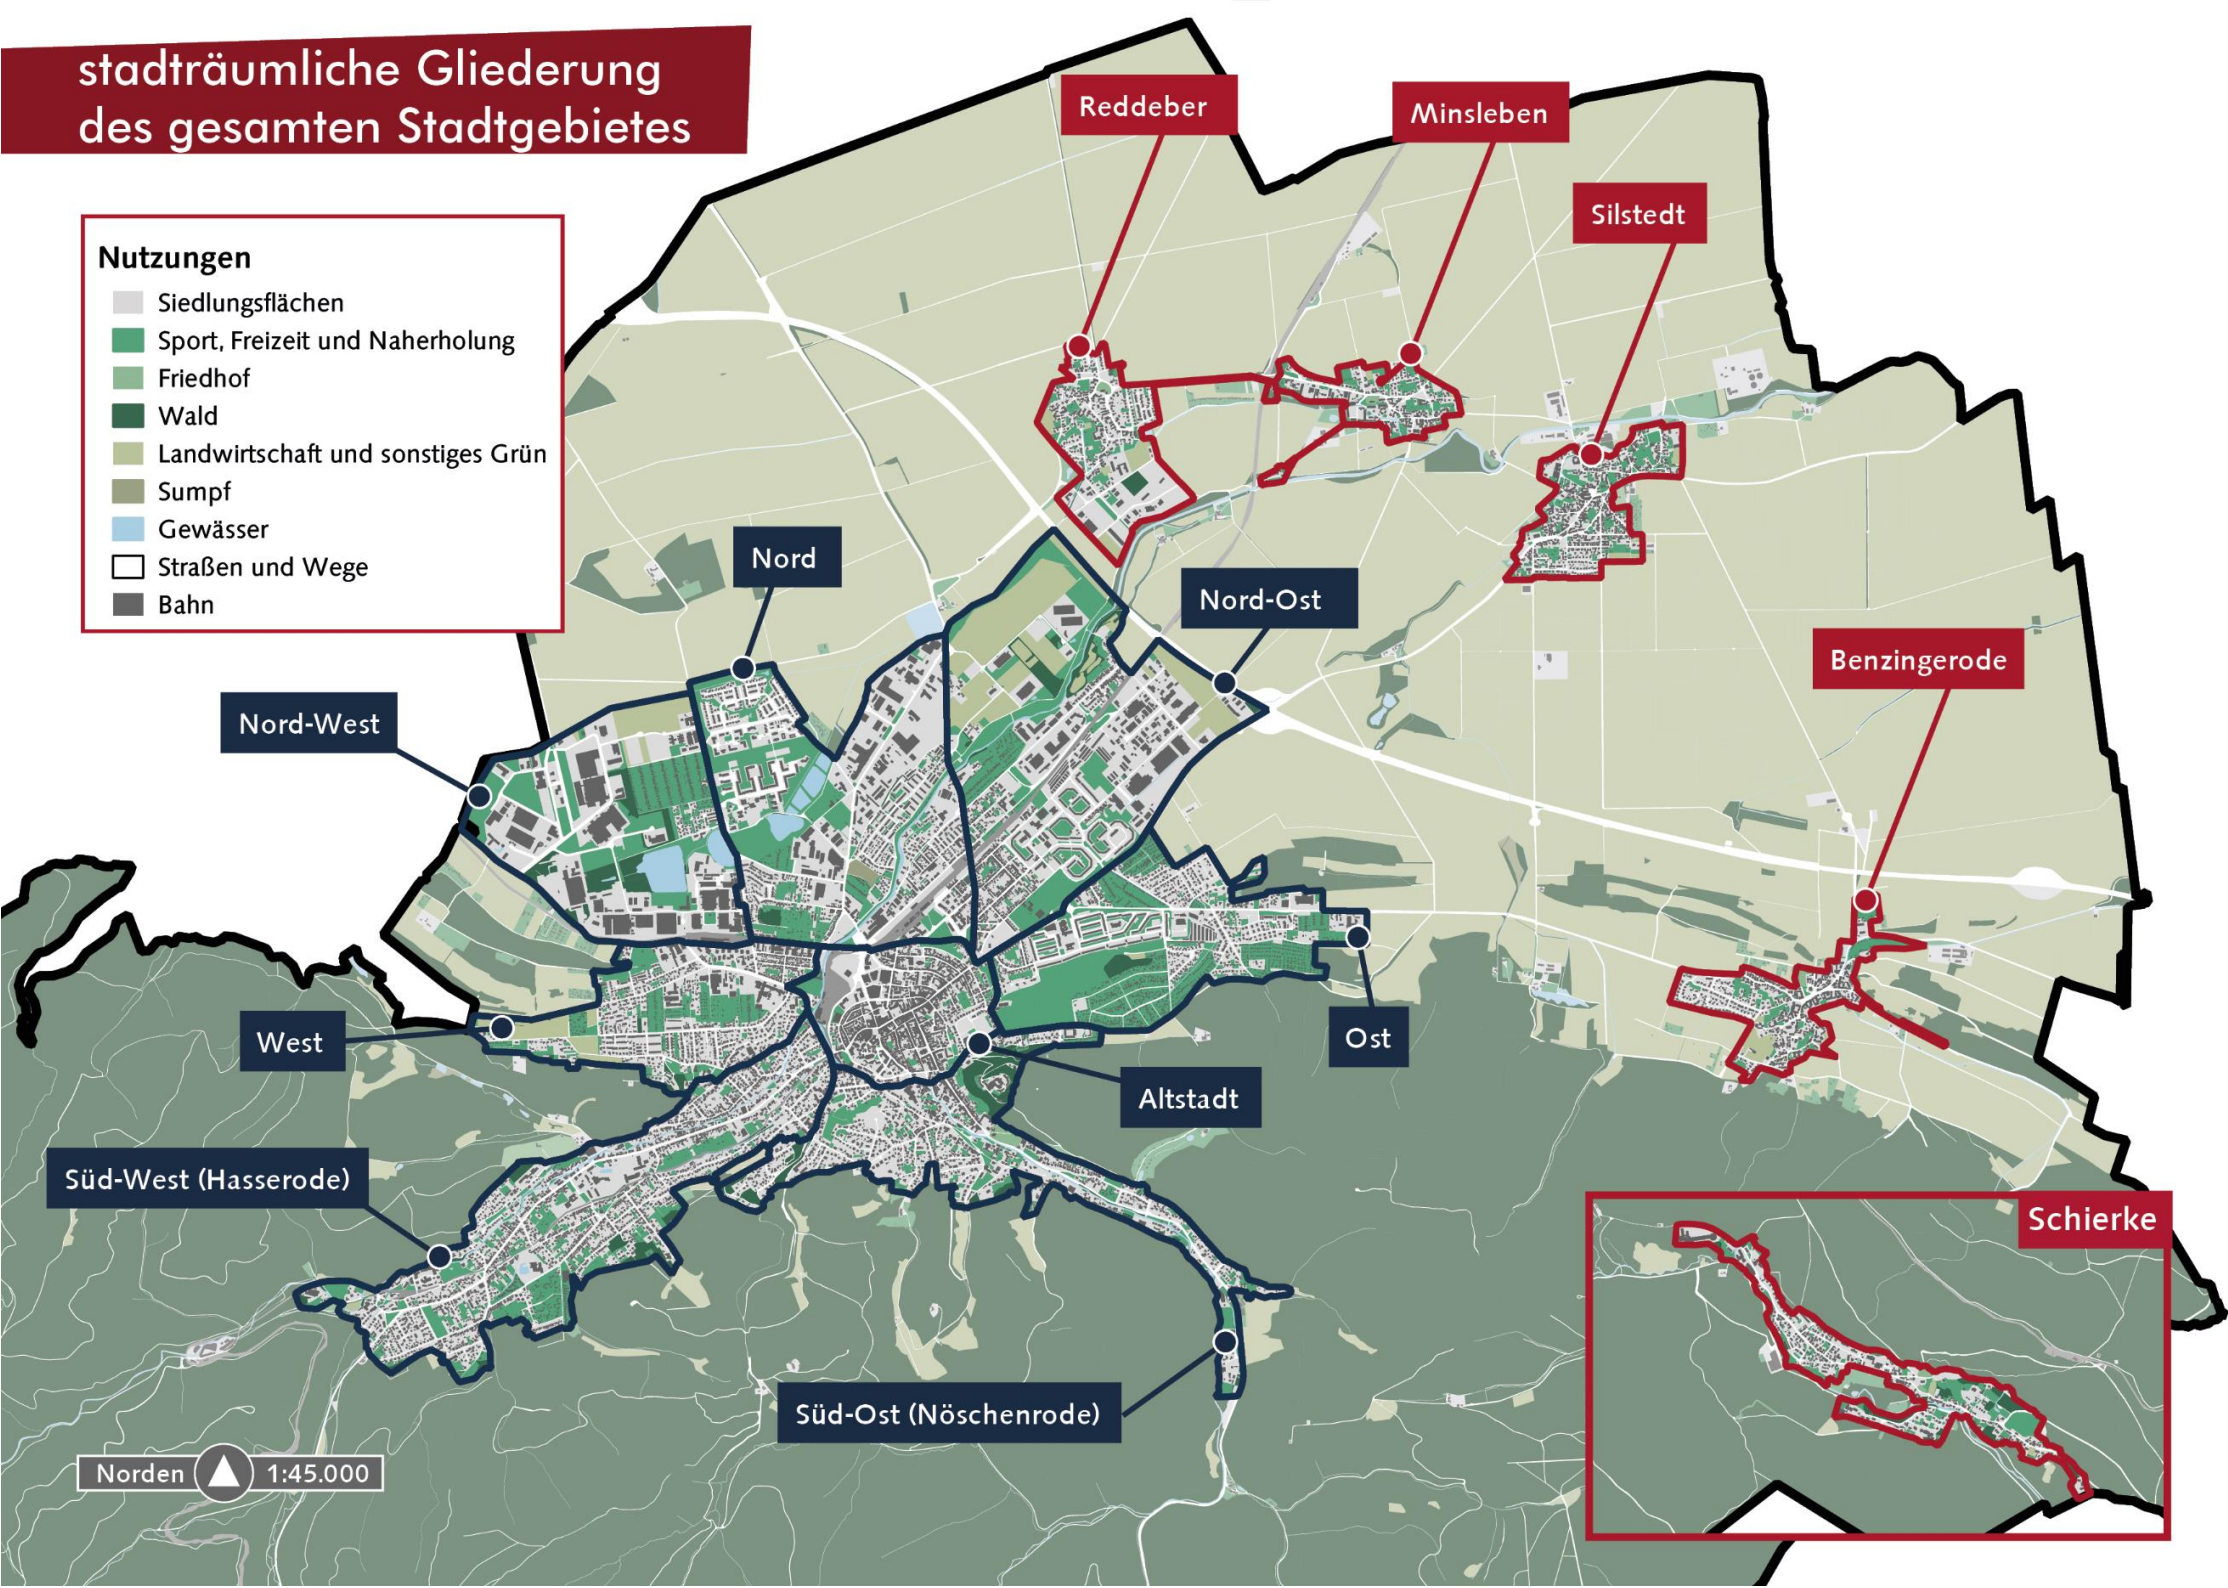 stadträumliche Gliederung
des gesamten Stadtgebietes
Nutzungen
Siedlungsflächen
Sport, Freizeit und Naherholung
Friedhof
Wald
Landwirtschaft und sonstiges Grün
Sumpf
Gewässer
Straßen und Wege
Bahn
Reddeber
Minsleben
Silstedt
Nord
Nord-Ost
Benzingerode
Nord-West
West
Ost
Altstadt
Süd-West (Hasserode)
Schierke
Süd-Ost (Nöschenrode)
Norden 1:45.000